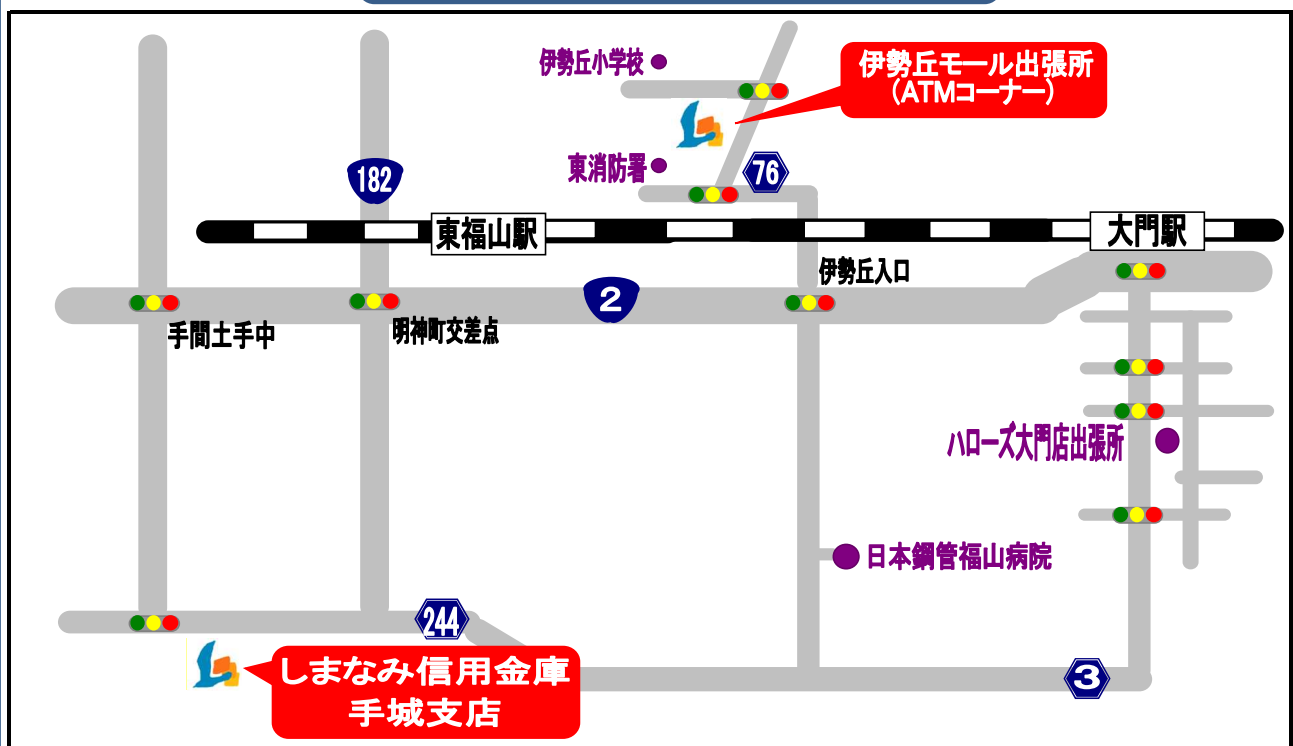 伊勢丘小学校
伊勢丘モール出張所
(ATMコーナー)
東消防署
76
182
東福山駅
大門駅
伊勢丘入口
2
手間土手中
明神町交差点
ハローズ大門店出張所
日本鋼管福山病院
244
しまなみ信用金庫
手城支店
3